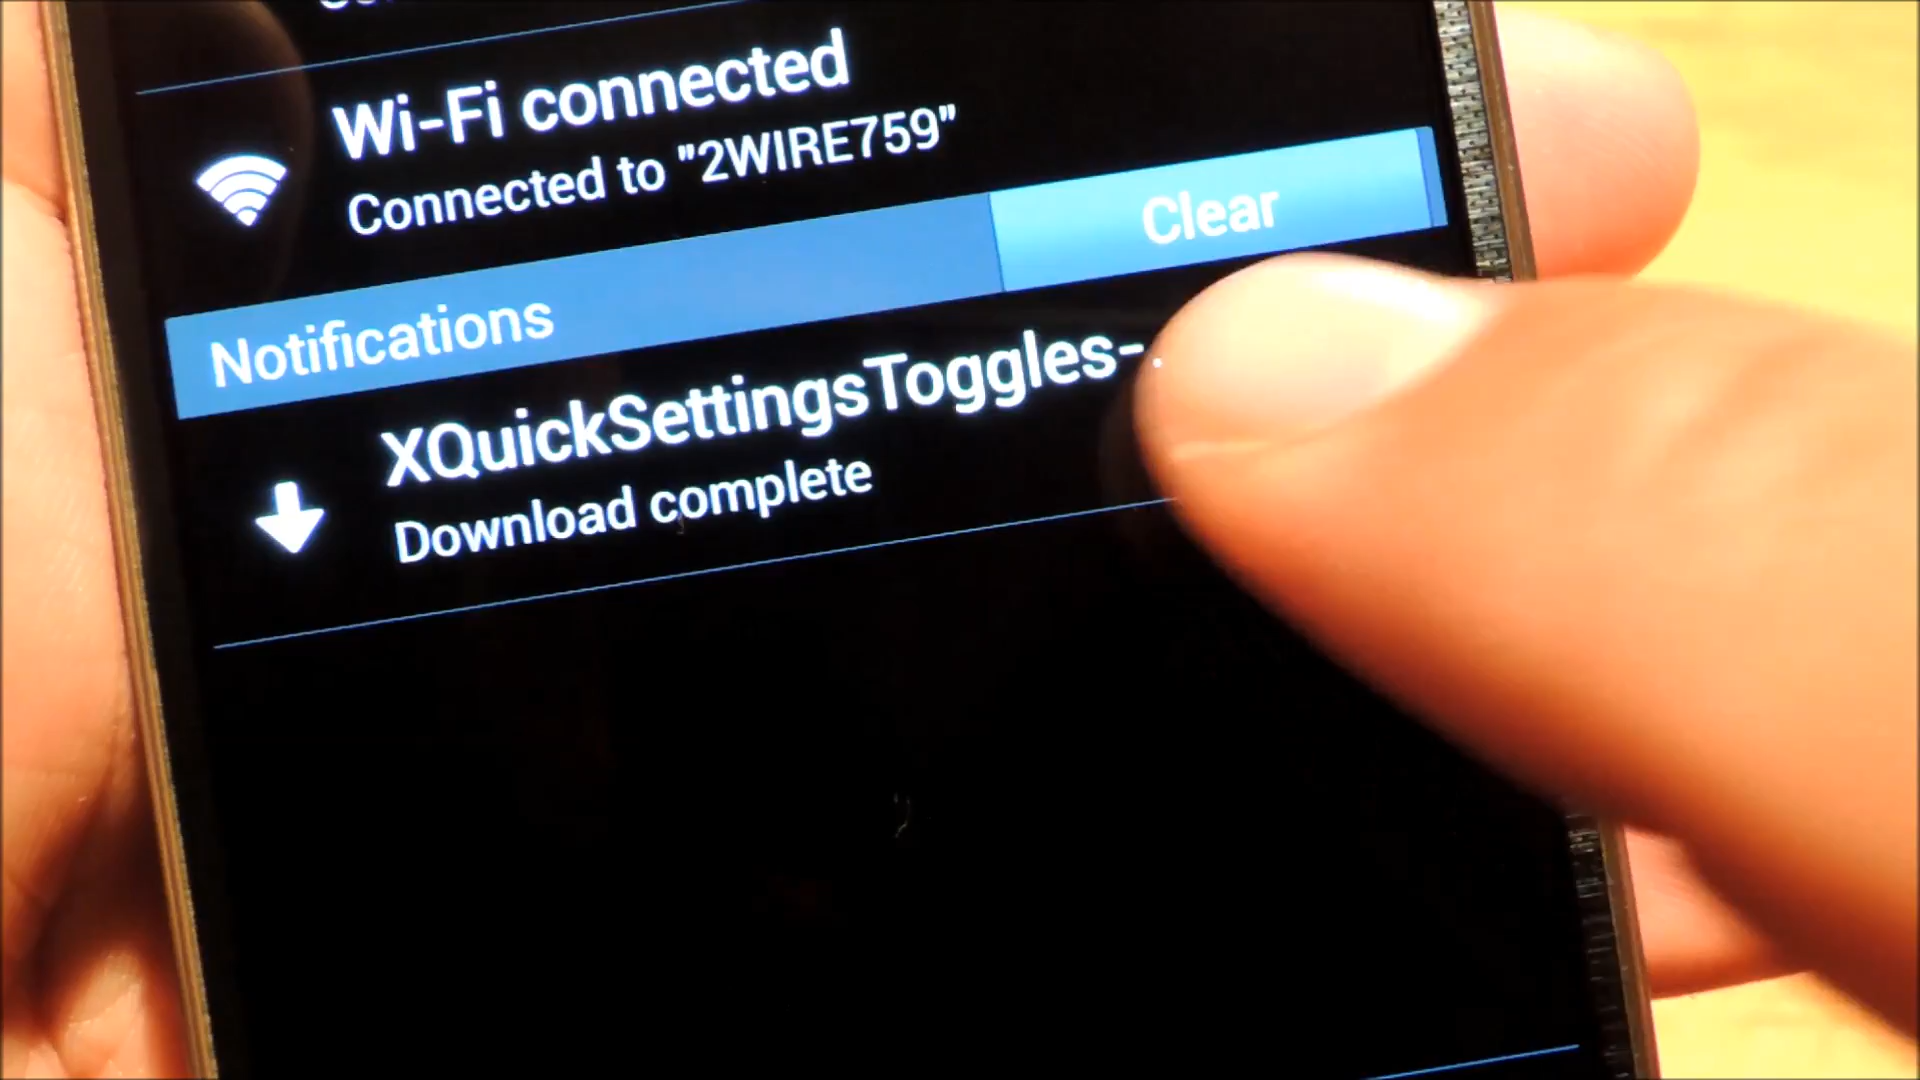 Wi-Fi connected
Connected to "2WIRE759"
Clear
Notifications
XQuickSettingsToggles-.
Download complete